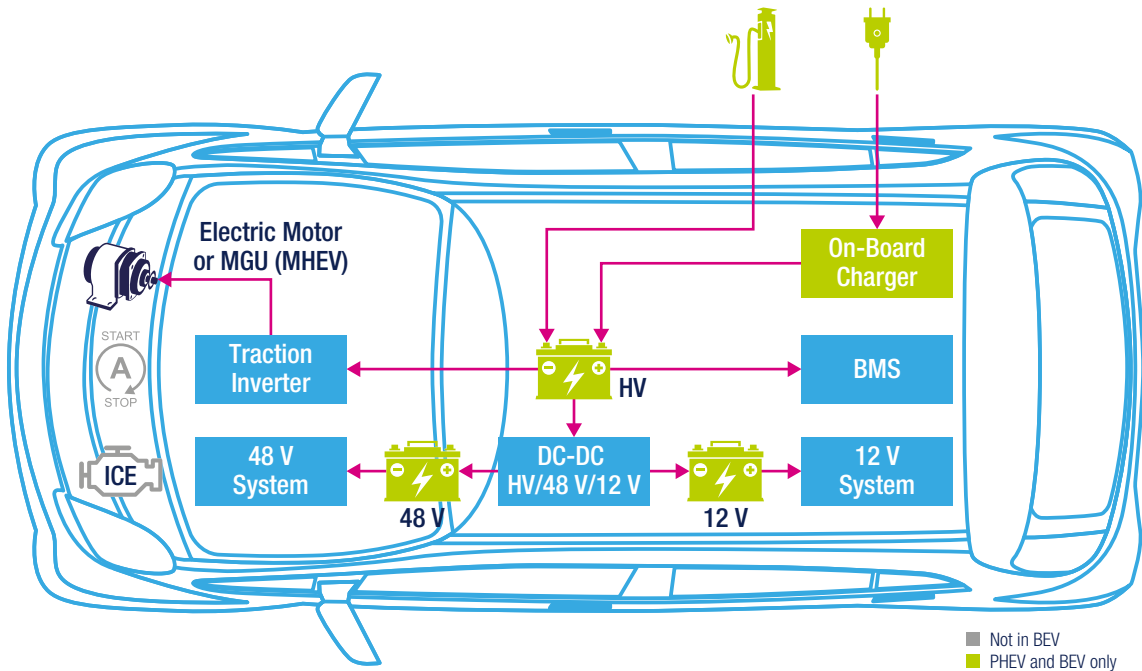 Electric Motor
or MGU (MHEV)
On-Board
Charger
START
A
STOP
Traction
Inverter
HV
BMS
ICE
48 V
System
48 V
DC-DC
HV/48 V/12 V
12 V
12 V
System
Not in BEV
PHEV and BEV only